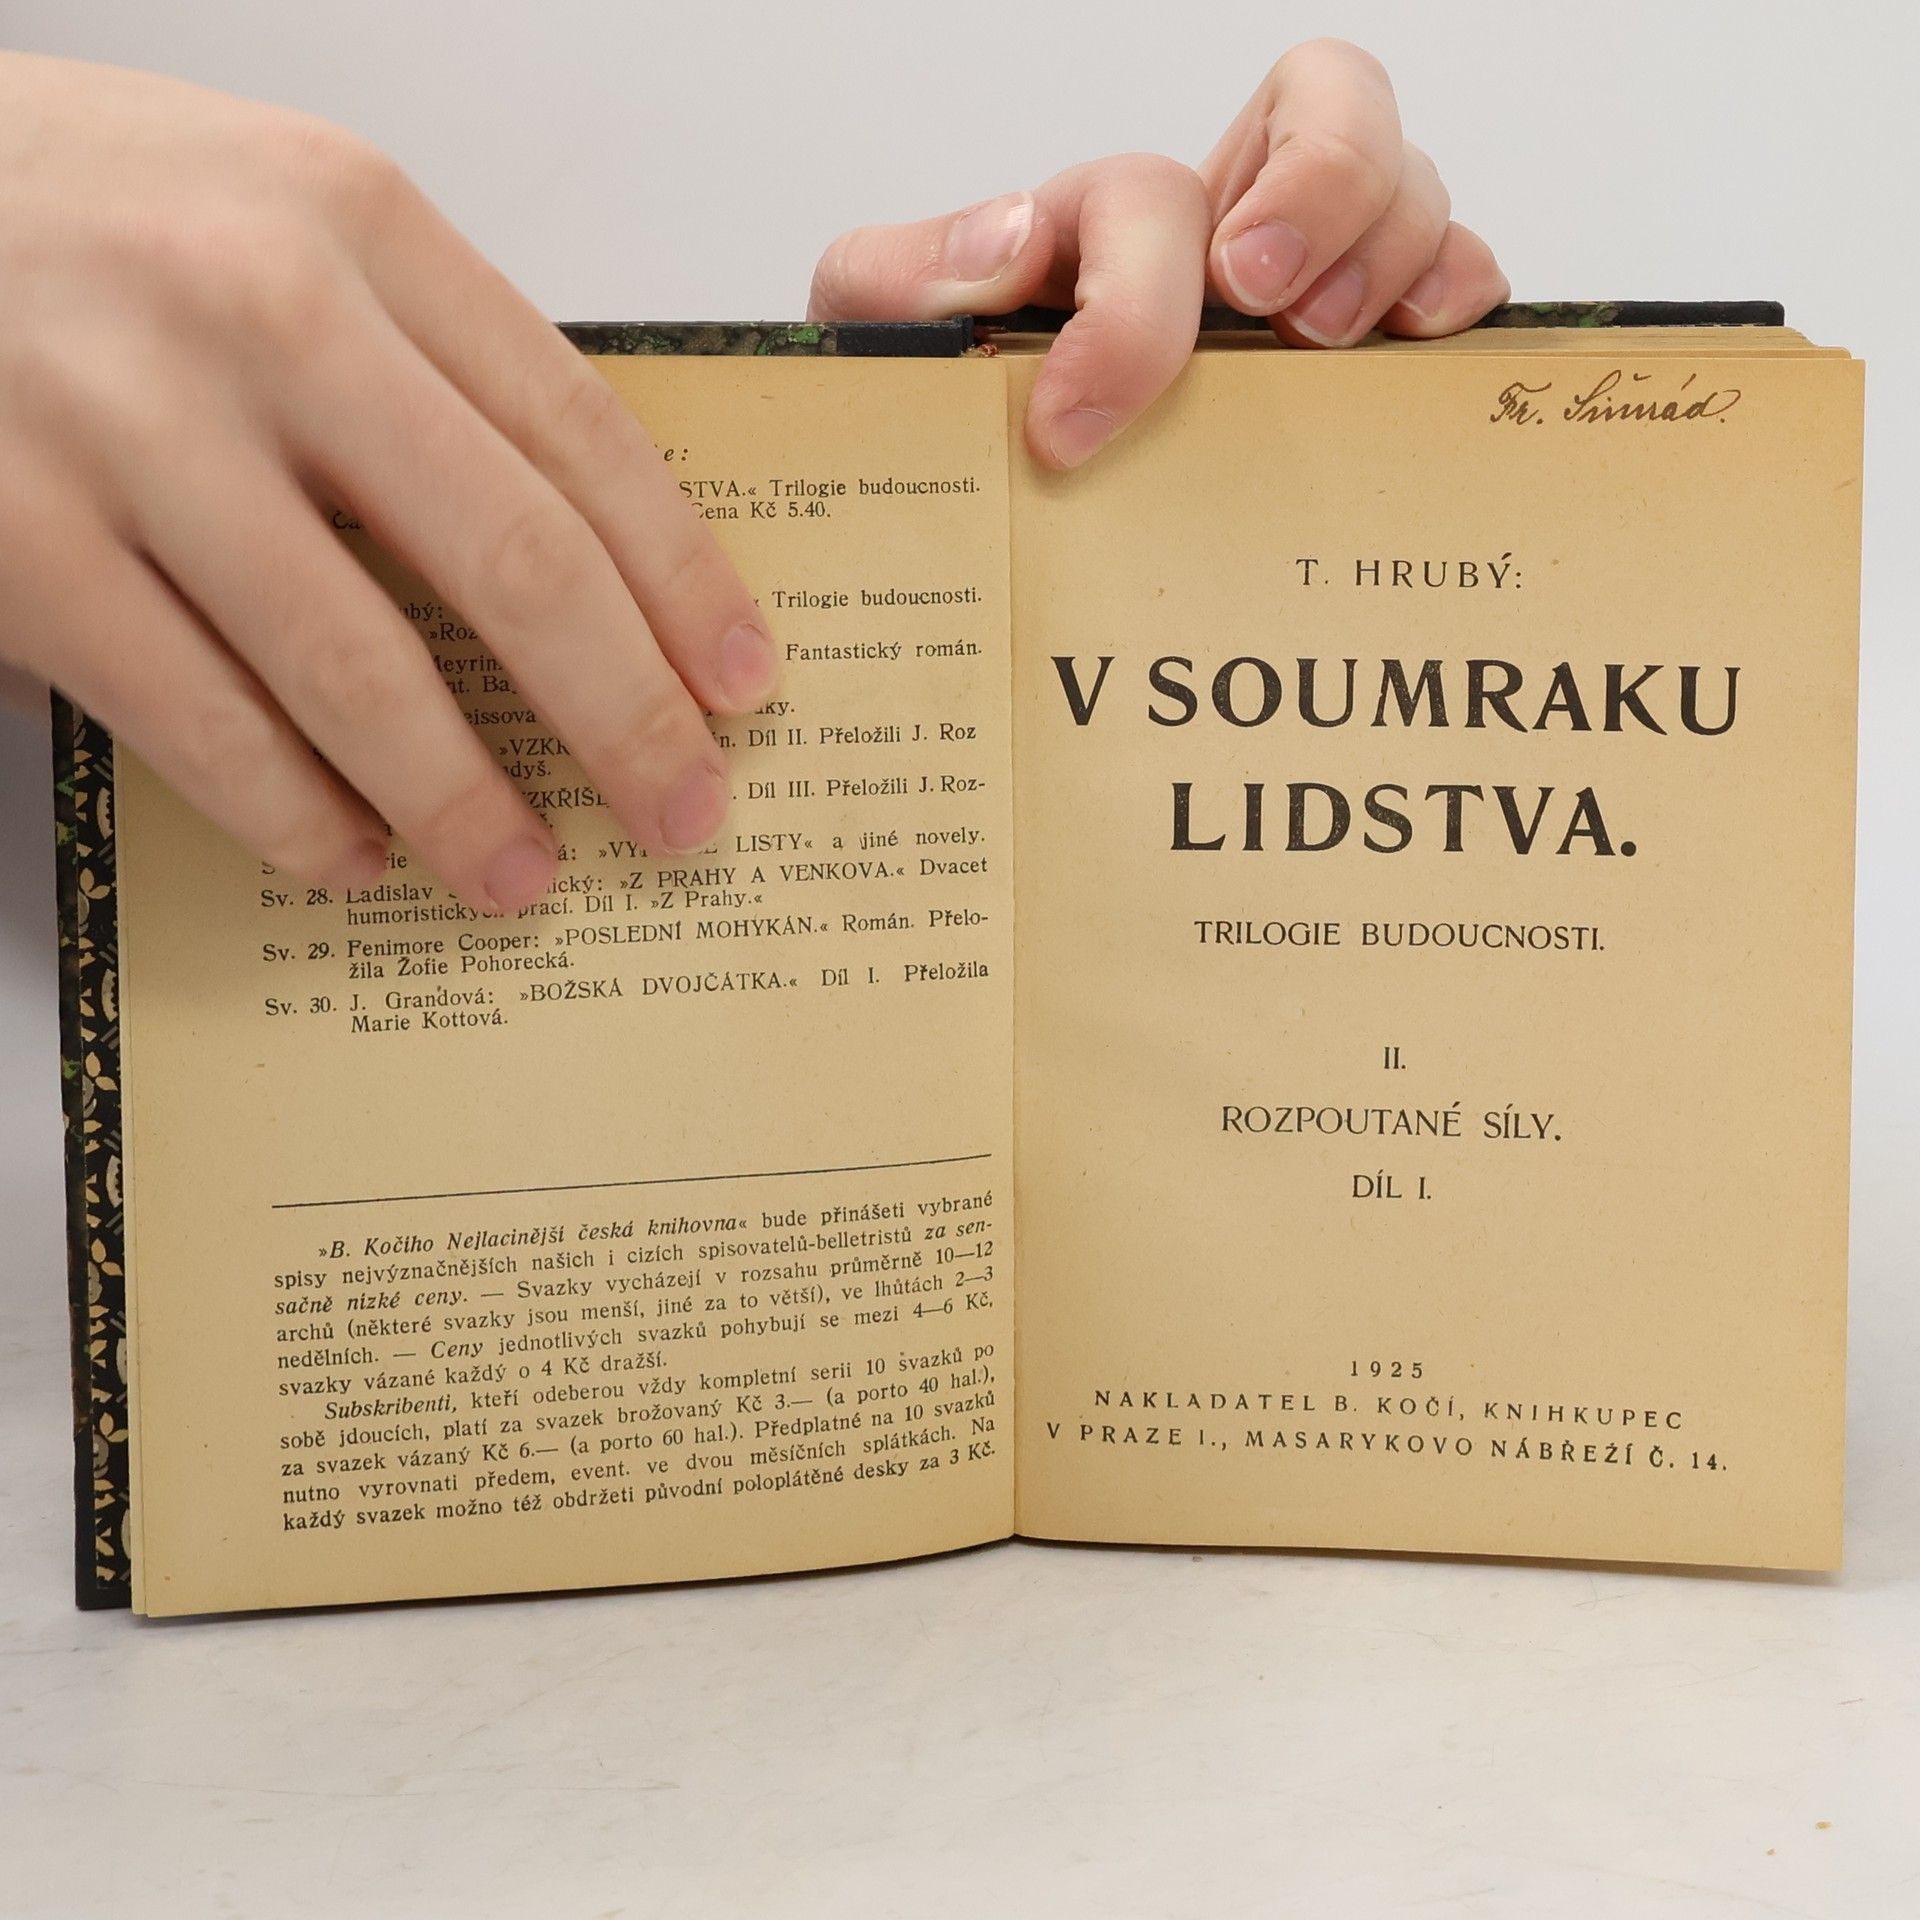 STVA.« Trilogie budoucnosti.
Cena Kč 5.40.
Trilogie budoucnosti.
Fantastický román.
Díl II. Přeložili J. Roz
Díl III. Přeložili J. Roz-
LISTY« a jiné novely.
Sv. 28. Ladislav »Z PRAHY A VENKOVA.« Dvacet
humoristických prací. Díl I. »Z Prahy.«
Sv. 29. Fenimore Cooper: »POSLEDNÍ MOHYKÁN.« Román. Přelo-
žila Žofie Pohorecká.
Sv. 30. J. Grandová: »BOŽSKÁ DVOJČÁTKA.« Díl I. Přeložila
Marie Kottová.
»B. Kočího Nejlacinější česká knihovna« bude přinášeti vybrané
spisy nejvýznačnějších našich i cizích spisovatelů-belletristů za sen-
sačně nízké ceny. — Svazky vycházejí v rozsahu průměrně 10—12
archů (některé svazky jsou menší, jiné za to větší), ve lhůtách 2—3
nedělních. — Ceny jednotlivých svazků pohybují se mezi 4—6 Kč,
svazky vázané každý o 4 Kč dražší.
Subskribenti, kteří odeberou vždy kompletní serii 10 svazků po
sobě jdoucích, platí za svazek brožovaný Kč 3.— (a porto 40 hal.),
za svazek vázaný Kč 6.— (a porto 60 hal.). Předplatné na 10 svazků
nutno vyrovnati předem, event. ve dvou měsíčních splátkách. Na
každý svazek možno též obdržeti původní poloplátěné desky za 3 Kč.
Fr. Šimrád.
T. HRUBÝ:
V SOUMRAKU
LIDSTVA.
TRILOGIE BUDOUCNOSTI.
II.
ROZPOUTANÉ SÍLY.
DÍL I.
1925
NAKLADATEL B. KOČÍ, KNIHKUPEC
V PRAZE I., MASARYKOVO NÁBŘEŽÍ Č. 14.